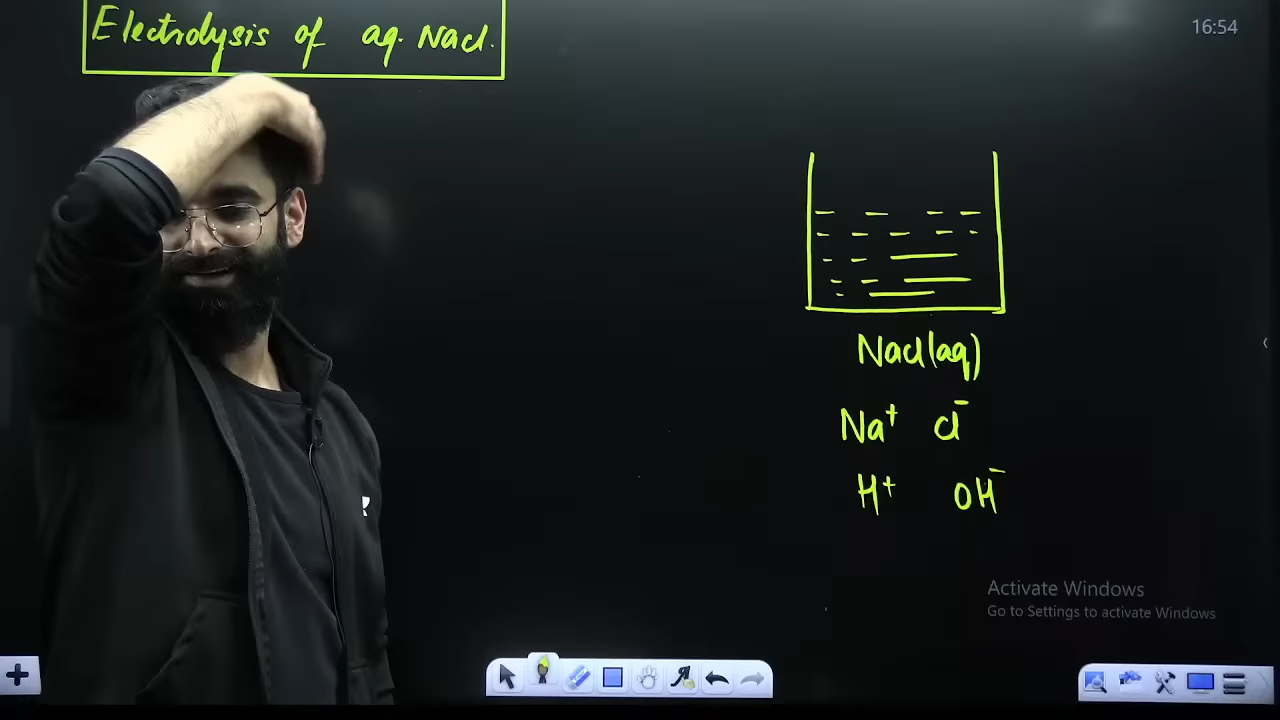 Electrolysis of aq. Nacl.
16:54
Nacl(aq)
Na⁺ Cl⁻
H⁺ OH⁻
Activate Windows
Go to Settings to activate Windows